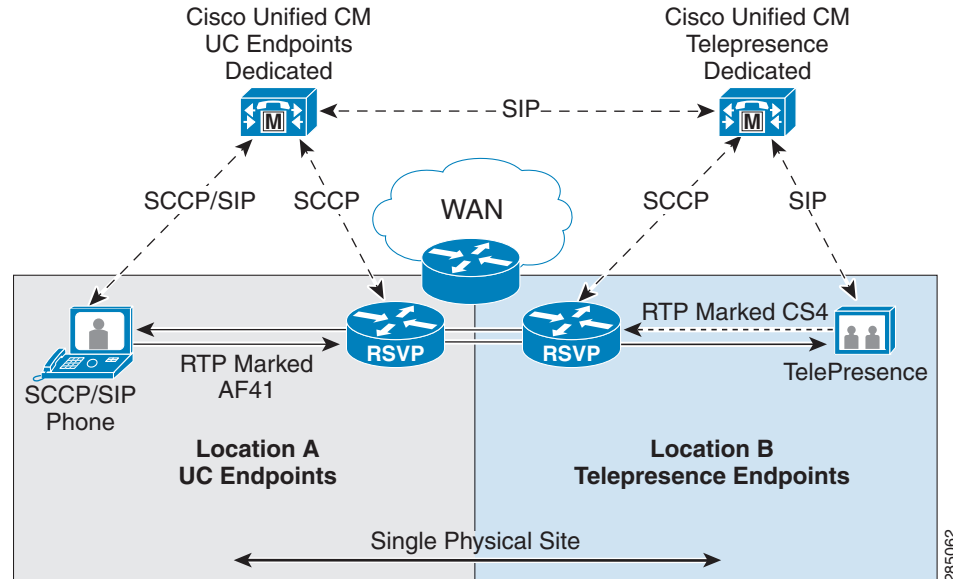 Cisco Unified CM
UC Endpoints
Dedicated
Cisco Unified CM
Telepresence
Dedicated
M
SIP
M
SCCP/SIP
SCCP
WAN
SCCP
SIP
RTP Marked CS4
RSVP
RSVP
RTP Marked
AF41
SCCP/SIP
Phone
TelePresence
Location A
UC Endpoints
Location B
Telepresence Endpoints
Single Physical Site
285062